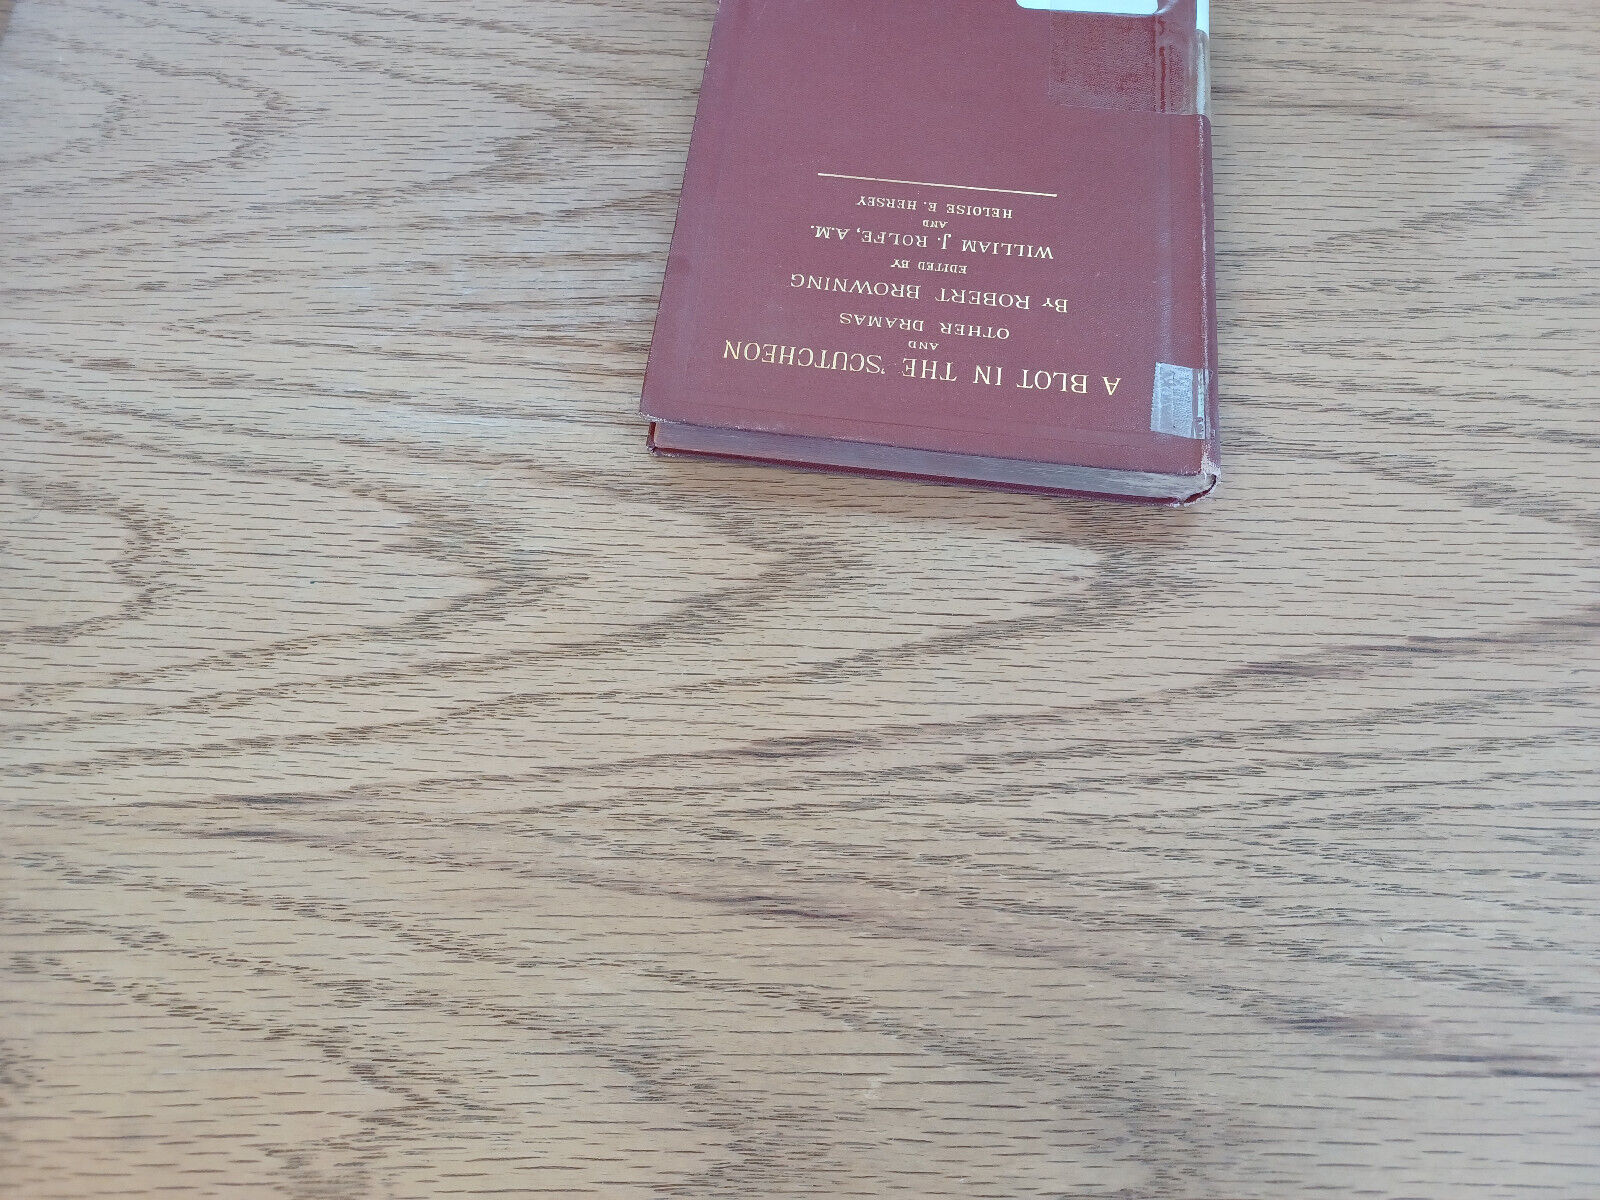 A BLOT IN THE 'SCUTCHEON
AND
OTHER DRAMAS
BY ROBERT BROWNING
EDITED BY
WILLIAM J. ROLFE, A.M.
AND
HELOISE E. HERSEY